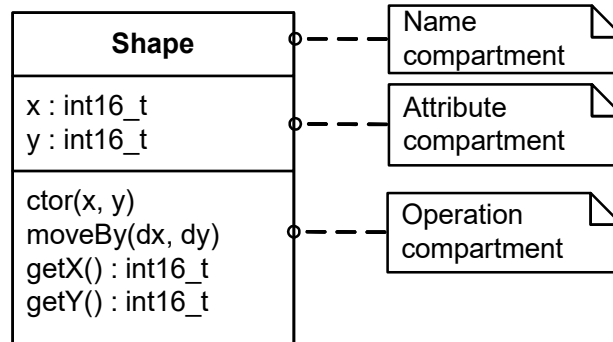 Shape
x : int16_t
y : int16_t
ctor(x, y)
moveBy(dx, dy)
getX() : int16_t
getY() : int16_t
Name
compartment
Attribute
compartment
Operation
compartment